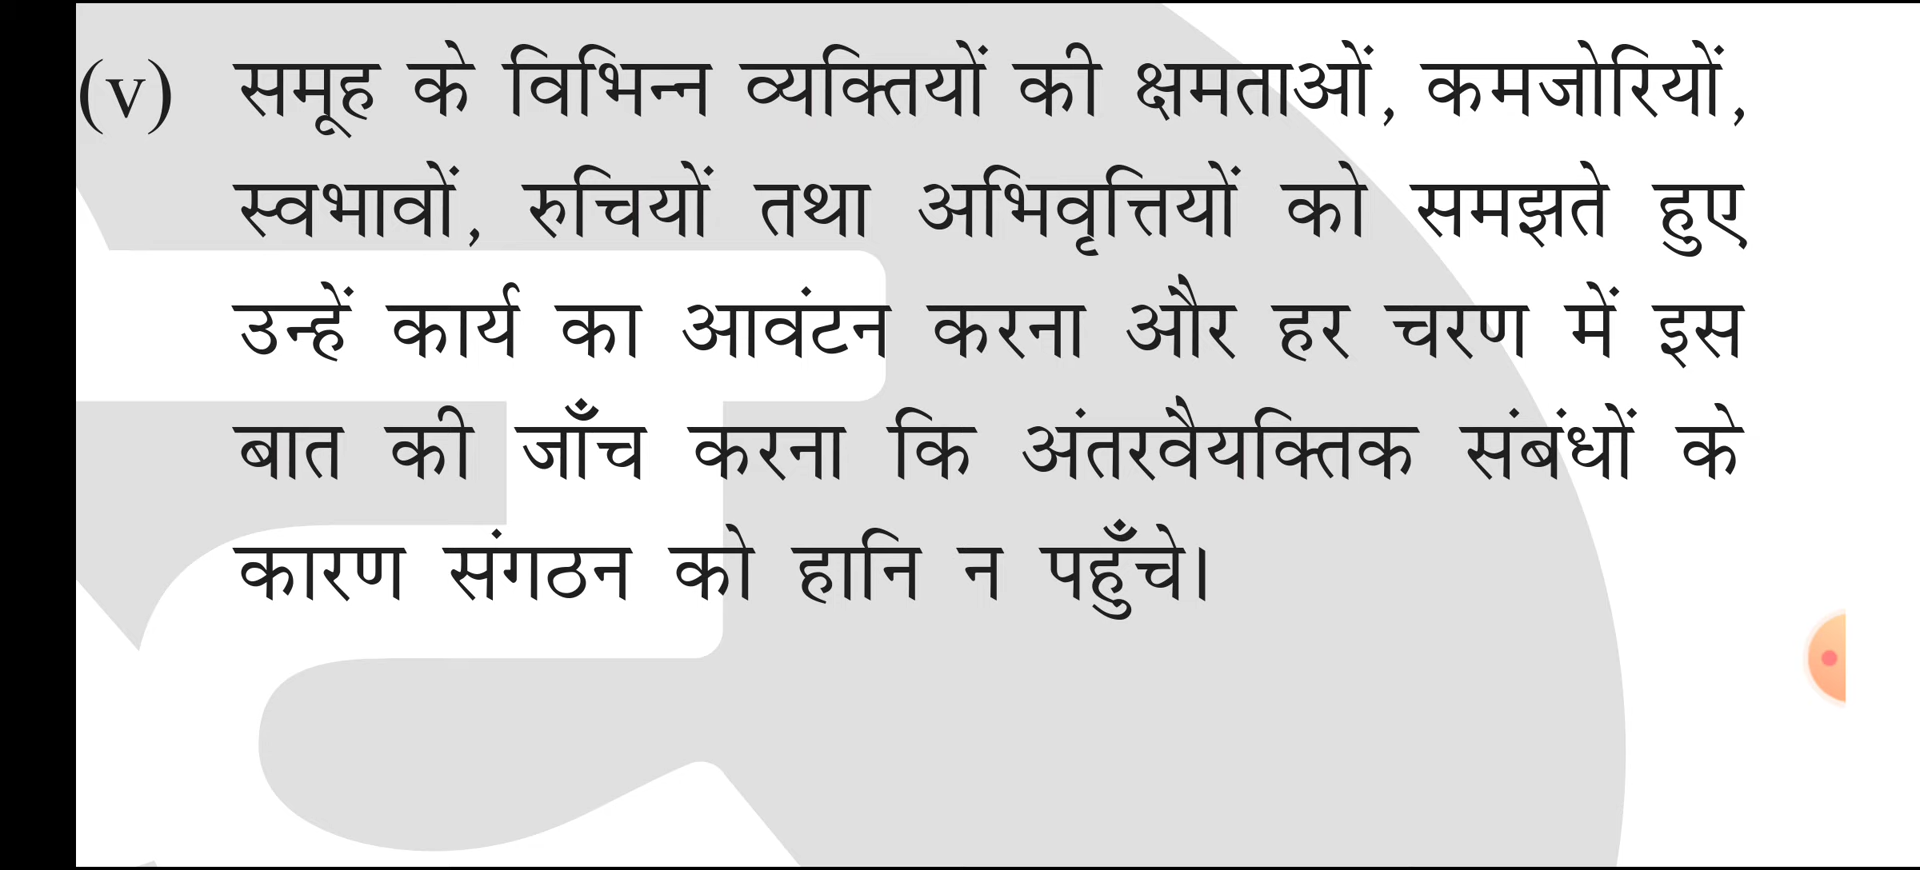 (v) समूह के विभिन्न व्यक्तियों की क्षमताओं, कमजोरियों,
स्वभावों, रुचियों तथा अभिवृत्तियों को समझते हुए
उन्हें कार्य का आवंटन करना और हर चरण में इस
बात की जाँच करना कि अंतरवैयक्तिक संबंधों के
कारण संगठन को हानि न पहुँचे।